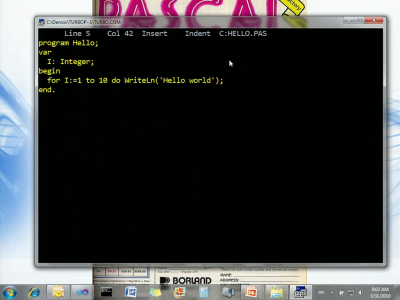 PASCAL
C:\Demos\TURBOP~1\TURBO.COM
Line 5 Col 42 Insert Indent C:HELLO.PAS
program Hello;
var
I: Integer;
begin
for I:=1 to 10 do WriteLn('Hello world');
end.
BORLAND
NAME
9:02 AM
3/31/2010